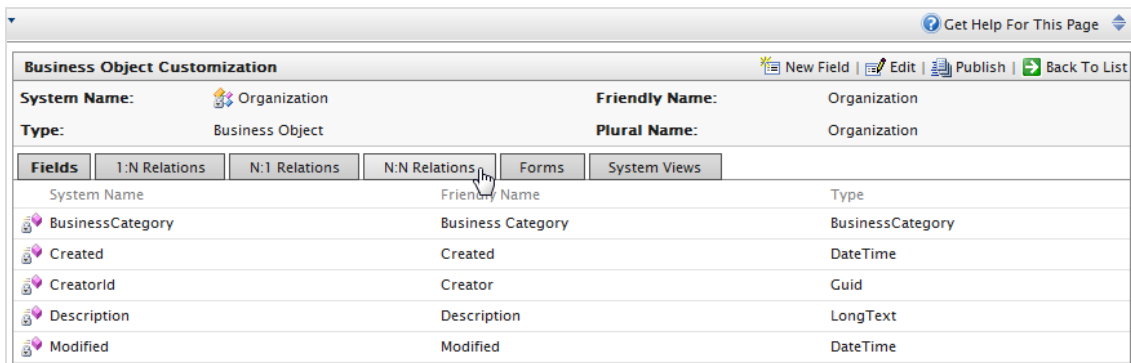 Get Help For This Page
Business Object Customization New Field | Edit | Publish | Back To List
System Name: Organization Friendly Name: Organization
Type: Business Object Plural Name: Organization
Fields 1:N Relations N:1 Relations N:N Relations Forms System Views
System Name Friendly Name Type
BusinessCategory Business Category BusinessCategory
Created Created DateTime
CreatorId Creator Guid
Description Description LongText
Modified Modified DateTime